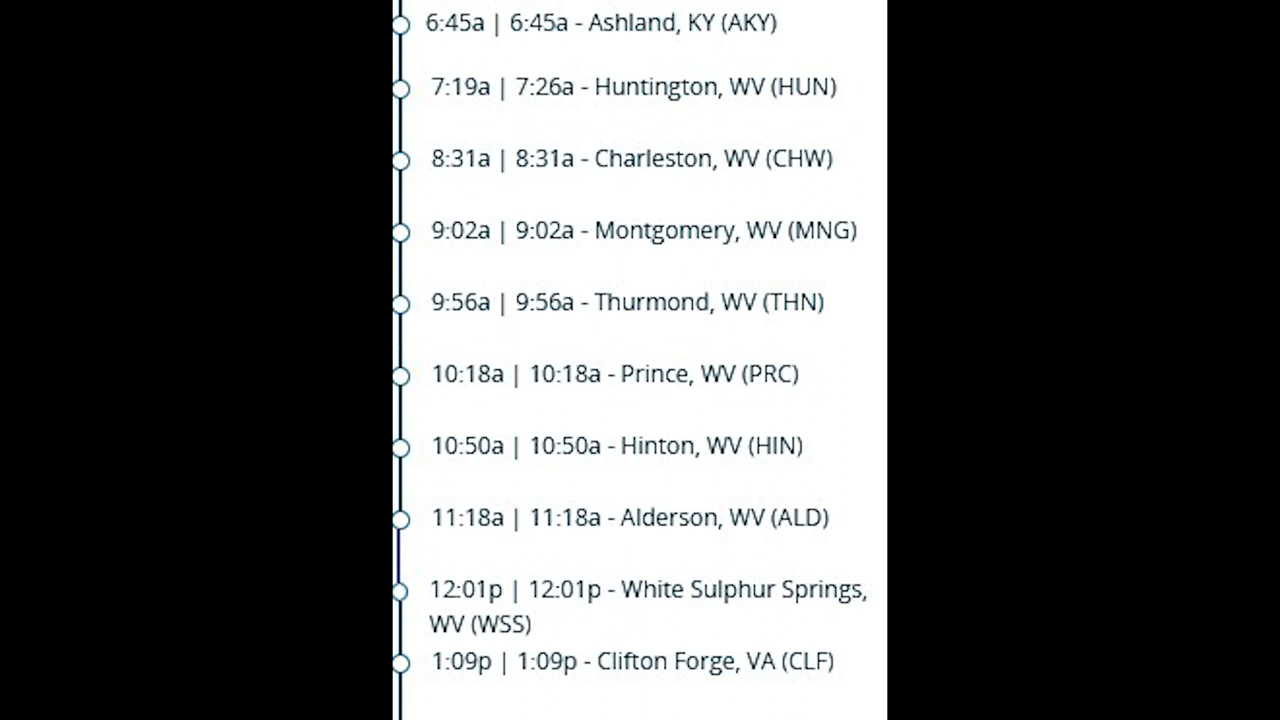 6:45a | 6:45a - Ashland, KY (AKY)
7:19a | 7:26a - Huntington, WV (HUN)
8:31a | 8:31a - Charleston, WV (CHW)
9:02a | 9:02a - Montgomery, WV (MNG)
9:56a | 9:56a - Thurmond, WV (THN)
10:18a | 10:18a - Prince, WV (PRC)
10:50a | 10:50a - Hinton, WV (HIN)
11:18a | 11:18a - Alderson, WV (ALD)
12:01p | 12:01p - White Sulphur Springs,
WV (WSS)
1:09p | 1:09p - Clifton Forge, VA (CLF)